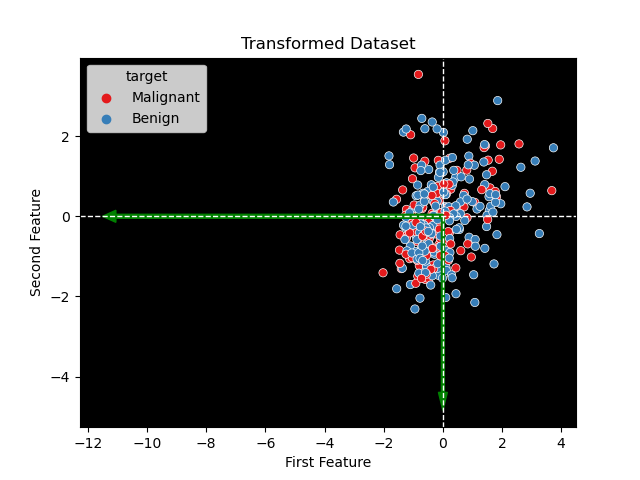 Transformed Dataset
target
Malignant
Benign
Second Feature
2
0
−2
−4
−12
−10
−8
−6
−4
−2
0
2
4
First Feature